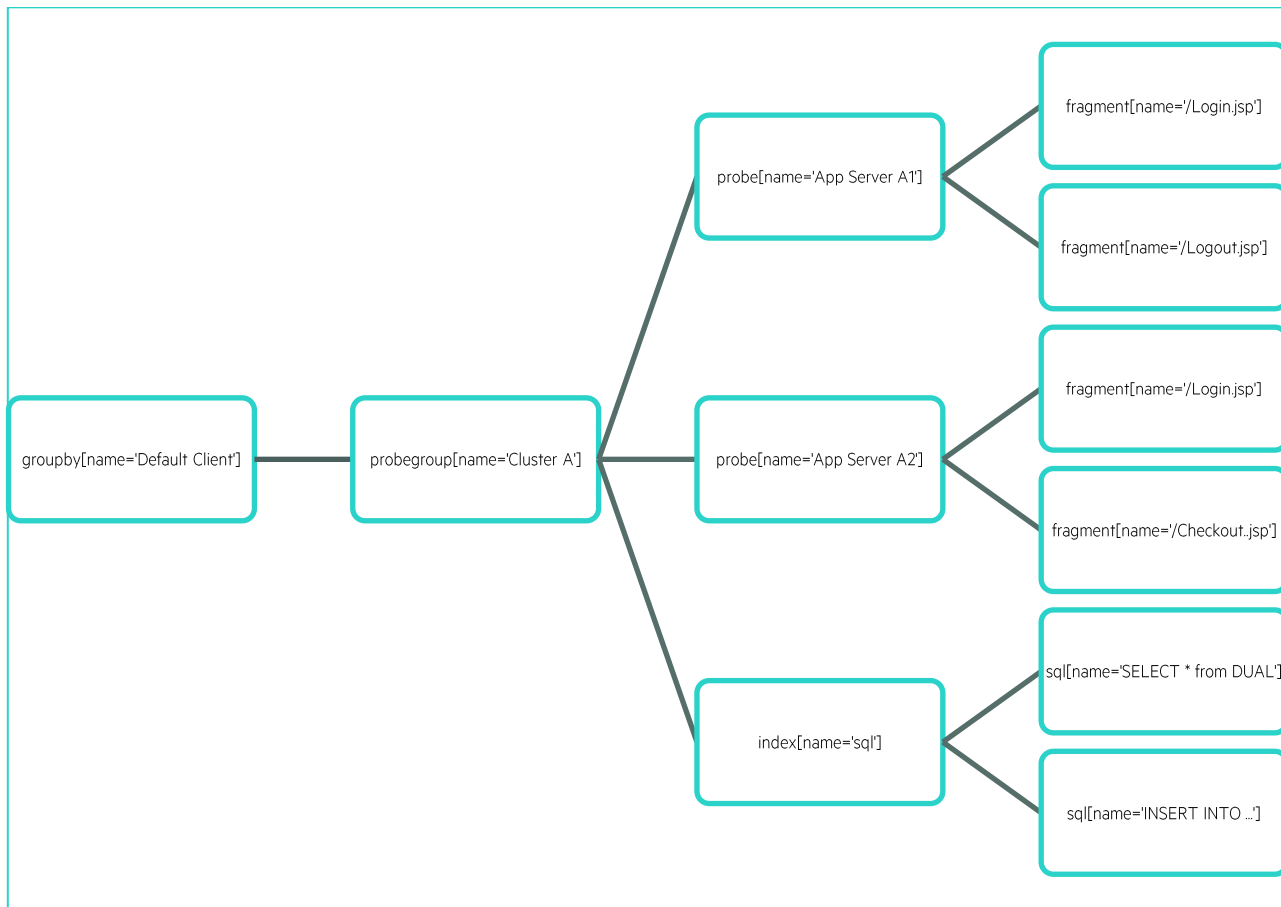 fragment[name='/Login.jsp']
probe[name='App Server A1']
fragment[name='/Logout.jsp']
fragment[name='/Login.jsp']
groupby[name='Default Client']
probegroup[name='Cluster A']
probe[name='App Server A2']
fragment[name='/Checkout..jsp']
sql[name='SELECT * from DUAL']
index[name='sql']
sql[name='INSERT INTO ...']